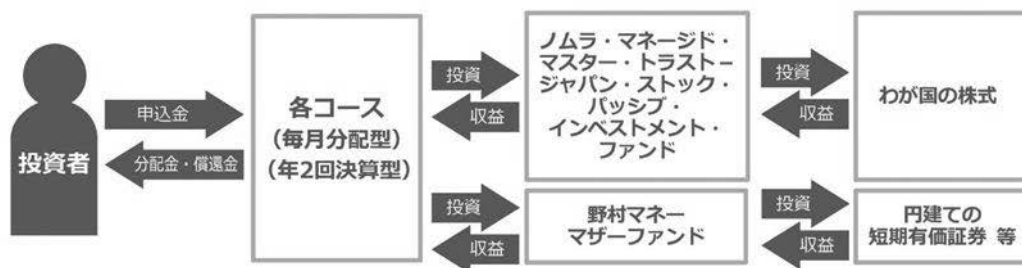 投資者
申込金
分配金・償還金
各コース
（毎月分配型）
（年2回決算型）
投資
収益
ノムラ・マネージド・
マスター・トラスト－
ジャパン・ストック・
パッシブ・
インベストメント・
ファンド
投資
収益
わが国の株式
投資
収益
野村マネー
マザーファンド
投資
収益
円建ての
短期有価証券 等